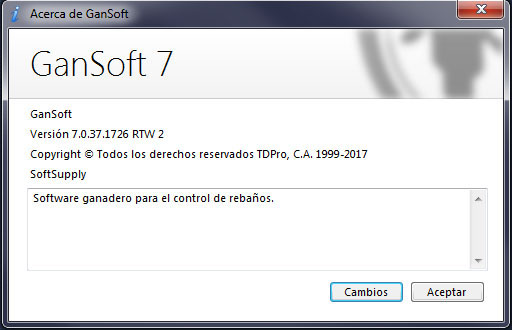 Acerca de GanSoft
GanSoft 7
GanSoft
Versión 7.0.37.1726 RTW 2
Copyright © Todos los derechos reservados TDPro, C.A. 1999-2017
SoftSupply
Software ganadero para el control de rebaños.
Cambios Aceptar